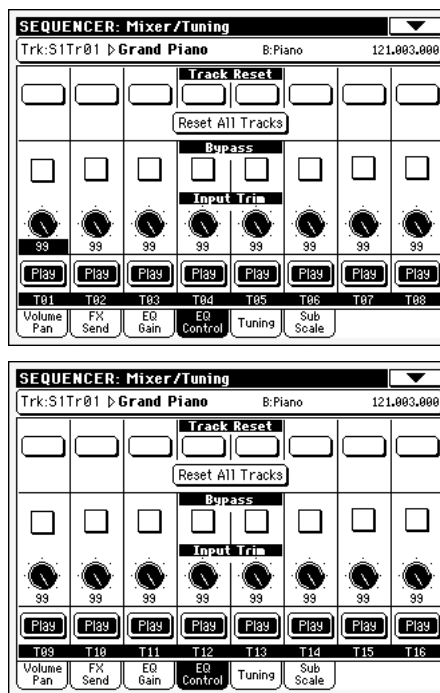 SEQUENCER: Mixer/Tuning
Trk:S1Tr01 ▷Grand Piano B:Piano 121.003.000
Track Reset
Reset All Tracks
Bypass
Input Trim
99 99 99 99 99 99 99 99
Play Play Play Play Play Play Play Play
T01 T02 T03 T04 T05 T06 T07 T08
Volume Pan FX Send EQ Gain EQ Control Tuning Sub Scale
SEQUENCER: Mixer/Tuning
Trk:S1Tr01 ▷Grand Piano B:Piano 121.003.000
Track Reset
Reset All Tracks
Bypass
Input Trim
99 99 99 99 99 99 99 99
Play Play Play Play Play Play Play Play
T09 T10 T11 T12 T13 T14 T15 T16
Volume Pan FX Send EQ Gain EQ Control Tuning Sub Scale